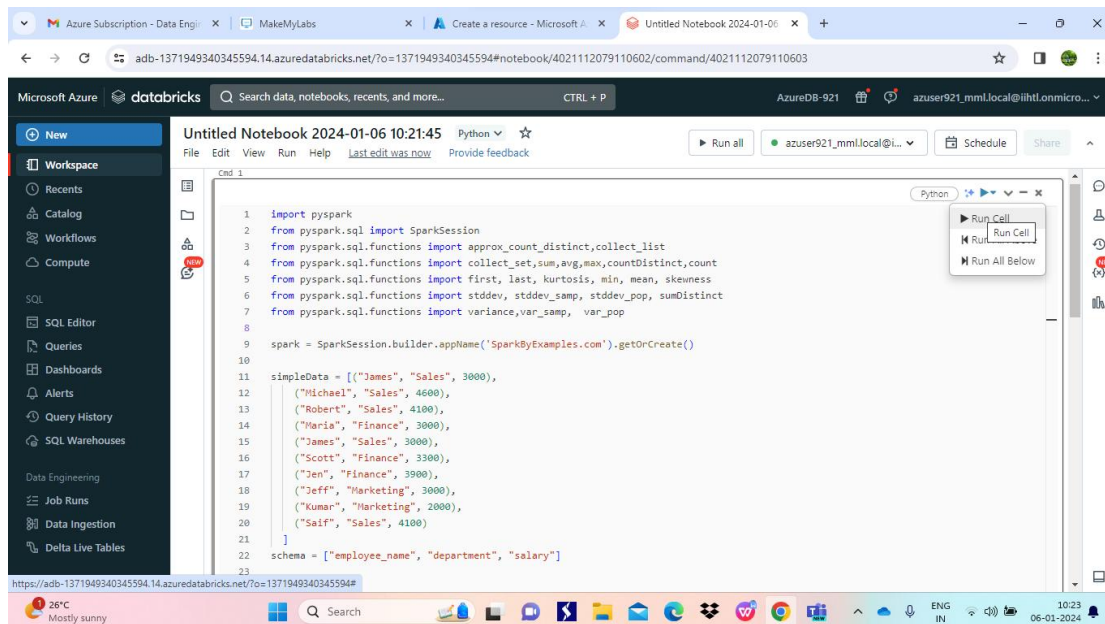 Azure Subscription - Data Engin
MakeMyLabs
Create a resource - Microsoft A
Untitled Notebook 2024-01-06
adb-1371949340345594.14.azuredatabricks.net/?o=1371949340345594#notebook/4021112079110602/command/4021112079110603
Microsoft Azure databricks
Search data, notebooks, recents, and more... CTRL + P
AzureDB-921
azuser921_mml.local@iihtl.onmicro...
New
Workspace
Recents
Catalog
Workflows
Compute
SQL
SQL Editor
Queries
Dashboards
Alerts
Query History
SQL Warehouses
Data Engineering
Job Runs
Data Ingestion
Delta Live Tables
Untitled Notebook 2024-01-06 10:21:45 Python
File Edit View Run Help Last edit was now Provide feedback
Run all
azuser921_mml.local@i...
Schedule
Share
NEW
Cmd 1
Python
Run Cell
Run Cell
Run All Below
1 import pyspark
2 from pyspark.sql import SparkSession
3 from pyspark.sql.functions import approx_count_distinct,collect_list
4 from pyspark.sql.functions import collect_set,sum,avg,max,countDistinct,count
5 from pyspark.sql.functions import first, last, kurtosis, min, mean, skewness
6 from pyspark.sql.functions import stddev, stddev_samp, stddev_pop, sumDistinct
7 from pyspark.sql.functions import variance,var_samp, var_pop
8
9 spark = SparkSession.builder.appName('SparkByExamples.com').getOrCreate()
10
11 simpleData = [("James", "Sales", 3000),
12 ("Michael", "Sales", 4600),
13 ("Robert", "Sales", 4100),
14 ("Maria", "Finance", 3000),
15 ("James", "Sales", 3000),
16 ("Scott", "Finance", 3300),
17 ("Jen", "Finance", 3900),
18 ("Jeff", "Marketing", 3000),
19 ("Kumar", "Marketing", 2000),
20 ("Saif", "Sales", 4100)
21 ]
22 schema = ["employee_name", "department", "salary"]
23
https://adb-1371949340345594.14.azuredatabricks.net/?o=1371949340345594#
1
26°C
Mostly sunny
Search
ENG
IN
10:23
06-01-2024